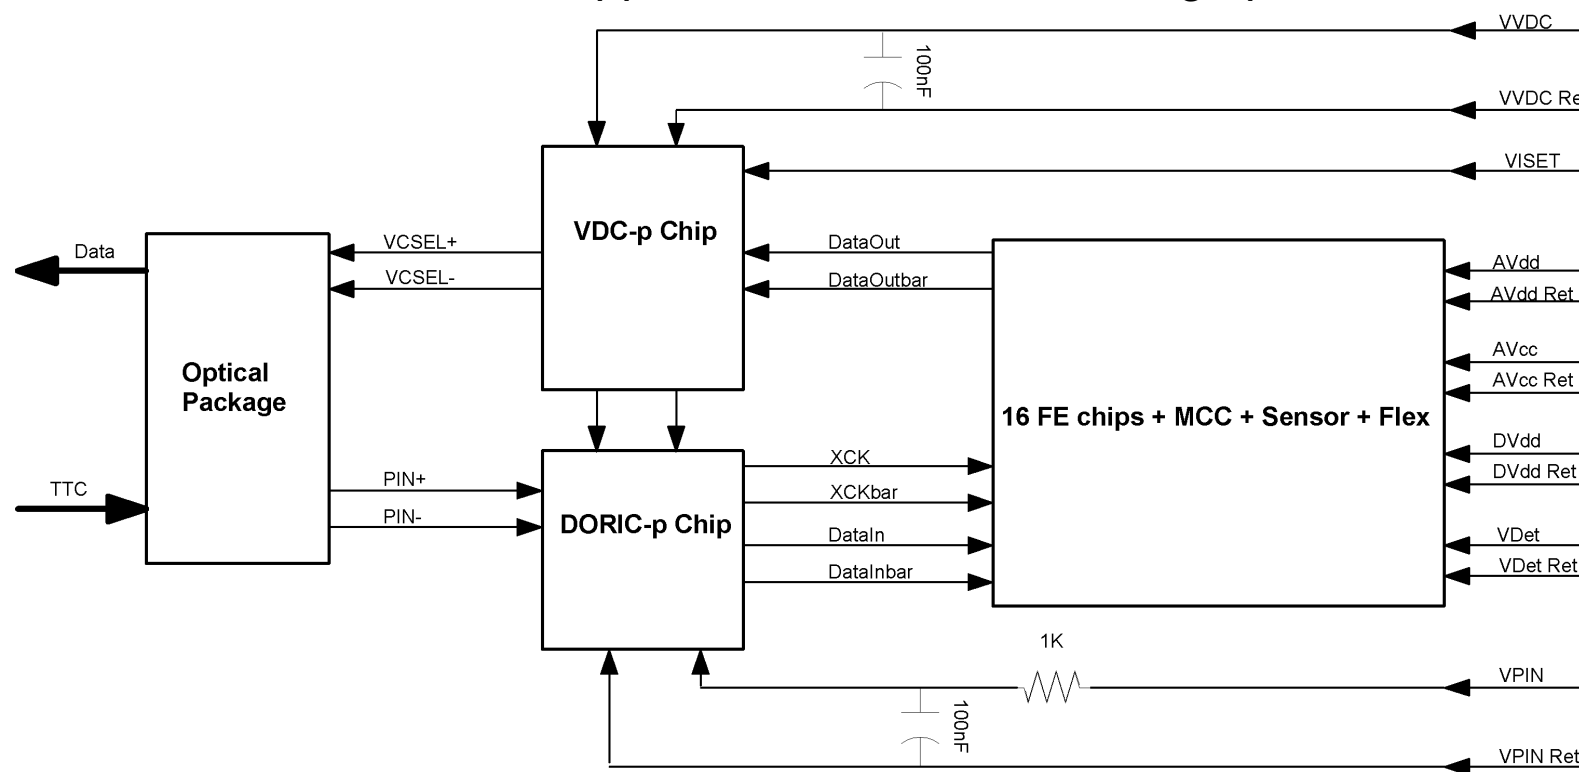 VVDC
100nF
VVDC Re
VISET
VDC-p Chip
Data
VCSEL+
DataOut
VCSEL-
DataOutbar
AVdd
AVdd Ret
AVcc
AVcc Ret
Optical
Package
16 FE chips + MCC + Sensor + Flex
DVdd
DVdd Ret
XCK
TTC
PIN+
XCKbar
PIN-
DORIC-p Chip
DataIn
VDet
VDet Ret
DataInbar
1K
VPIN
100nF
VPIN Ret